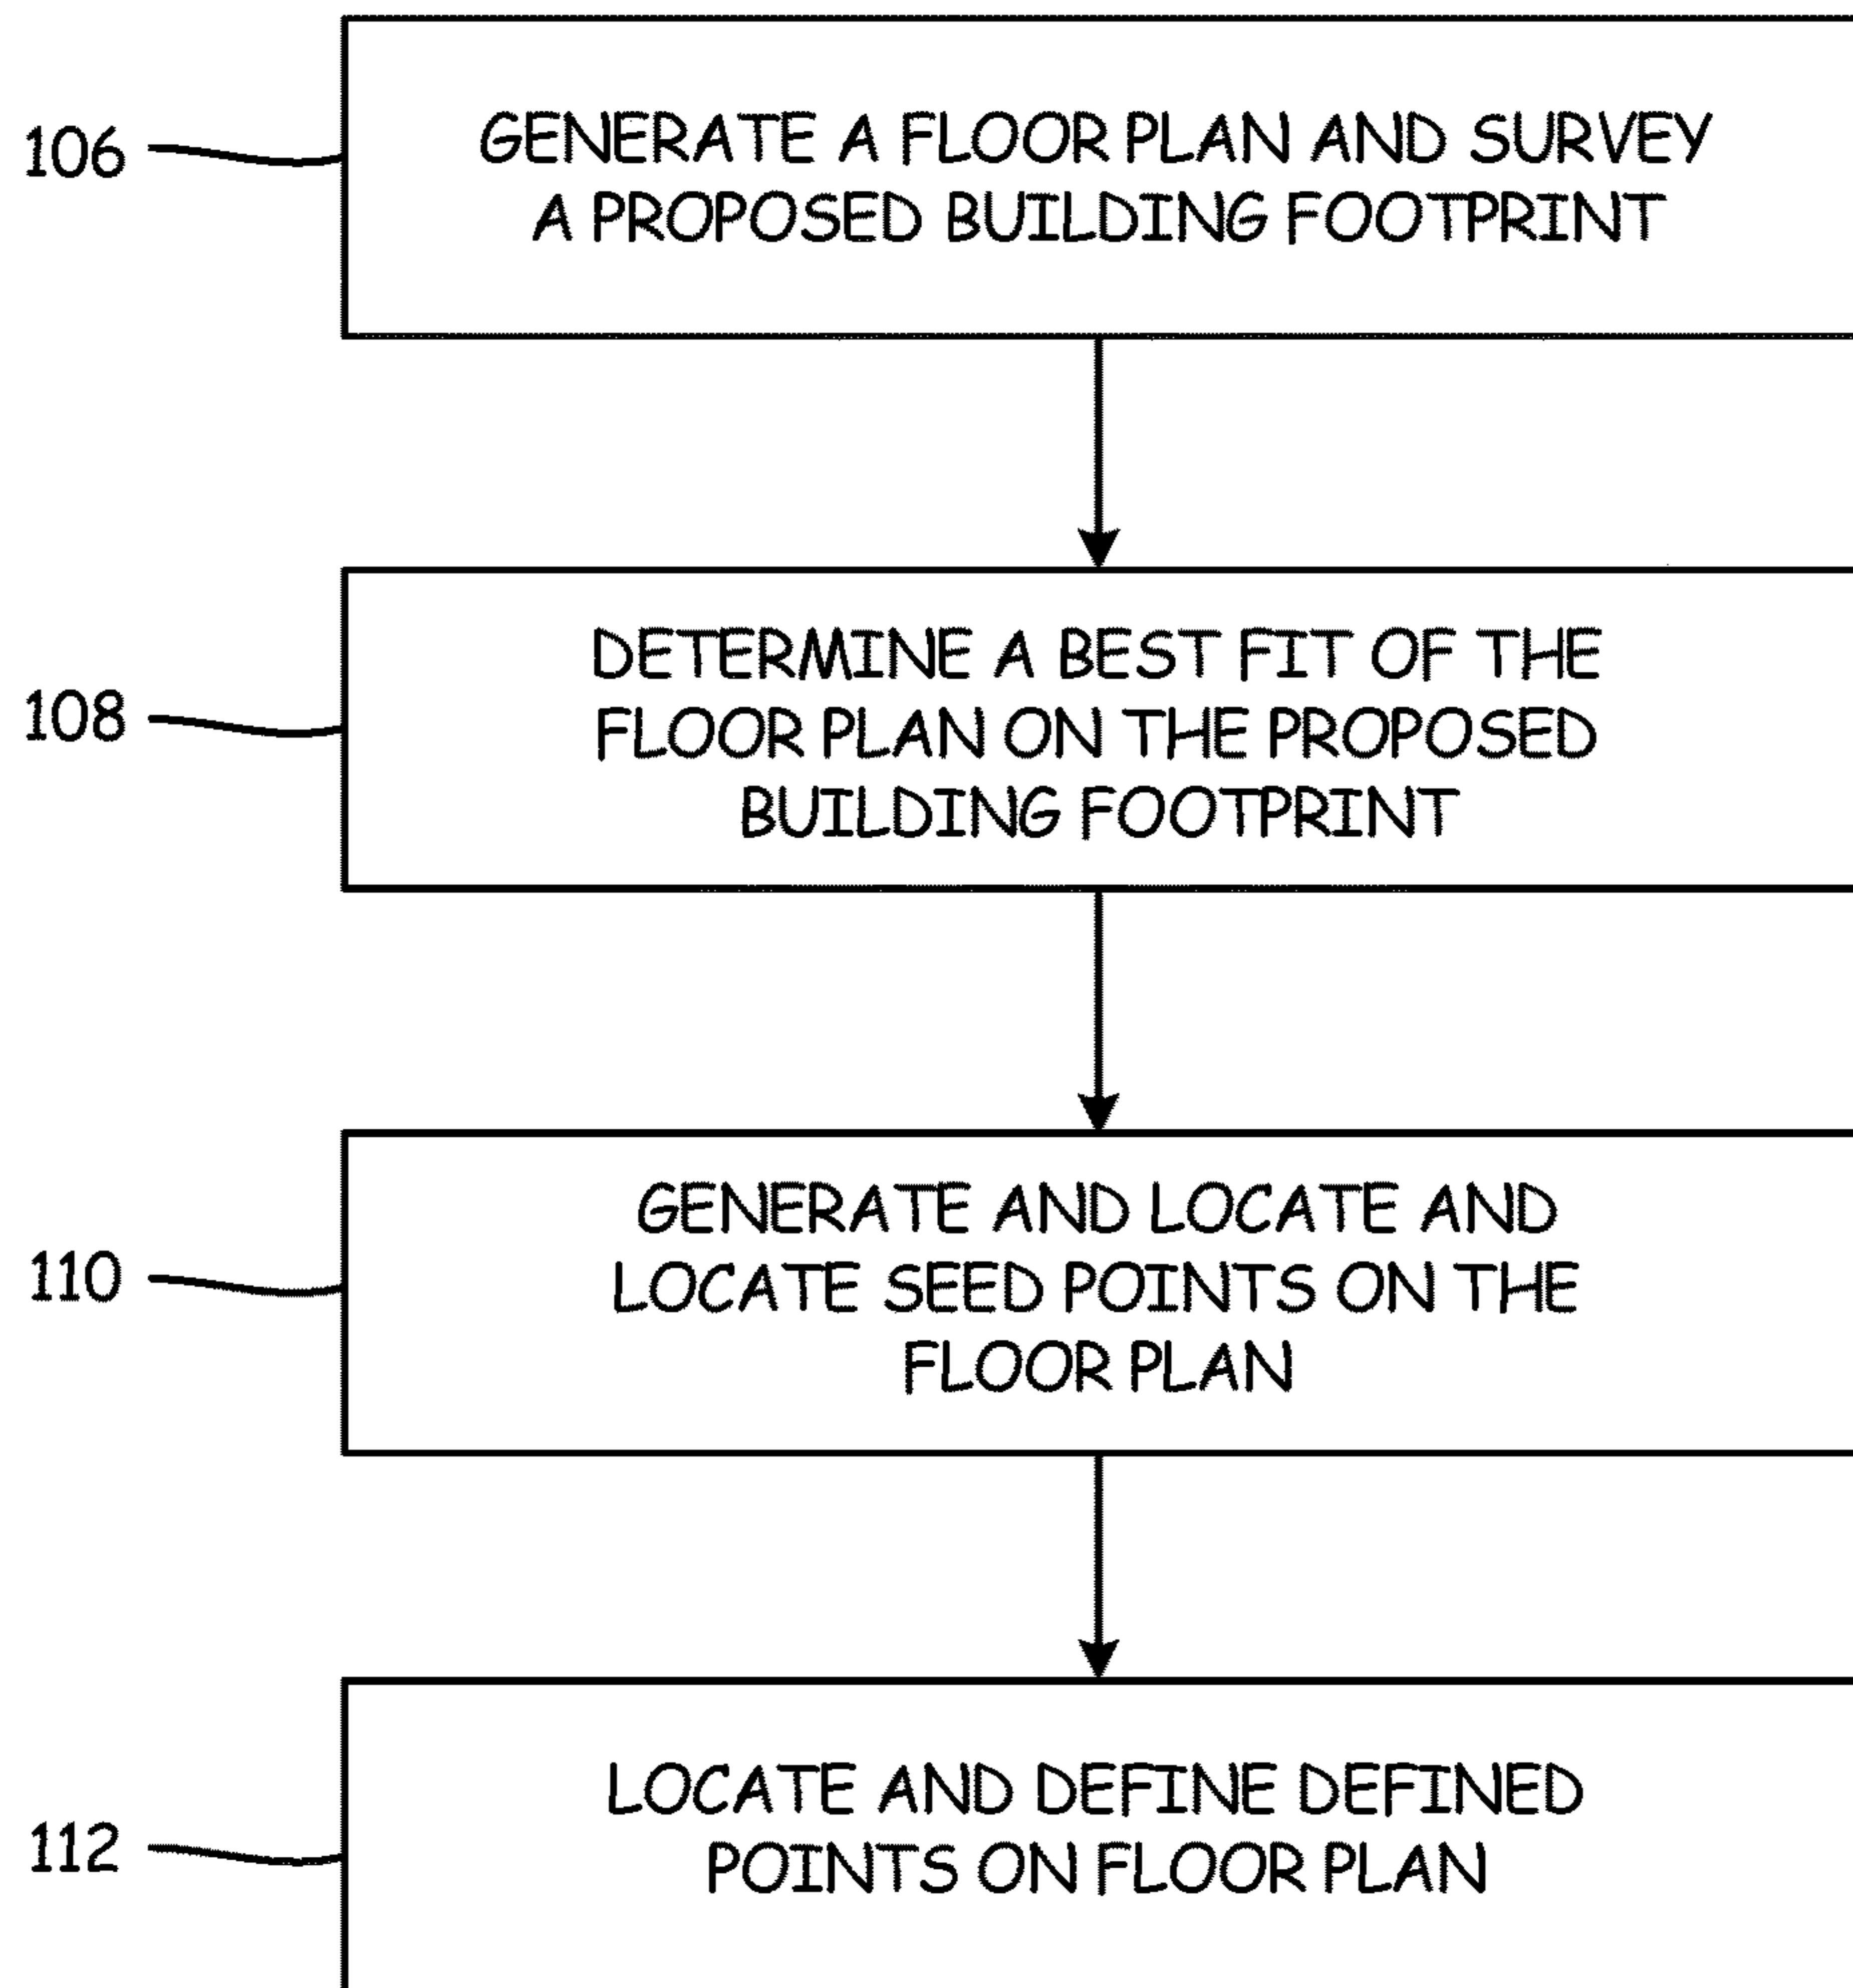 106
GENERATE A FLOOR PLAN AND SURVEY
A PROPOSED BUILDING FOOTPRINT
108
DETERMINE A BEST FIT OF THE
FLOOR PLAN ON THE PROPOSED
BUILDING FOOTPRINT
110
GENERATE AND LOCATE AND
LOCATE SEED POINTS ON THE
FLOOR PLAN
112
LOCATE AND DEFINE DEFINED
POINTS ON FLOOR PLAN